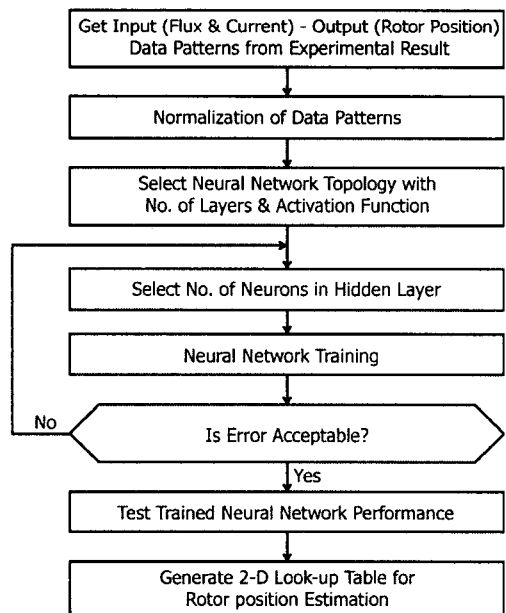 Get Input (Flux & Current) - Output (Rotor Position)
Data Patterns from Experimental Result
Normalization of Data Patterns
Select Neural Network Topology with
No. of Layers & Activation Function
Select No. of Neurons in Hidden Layer
Neural Network Training
No
Is Error Acceptable?
Yes
Test Trained Neural Network Performance
Generate 2-D Look-up Table for
Rotor position Estimation